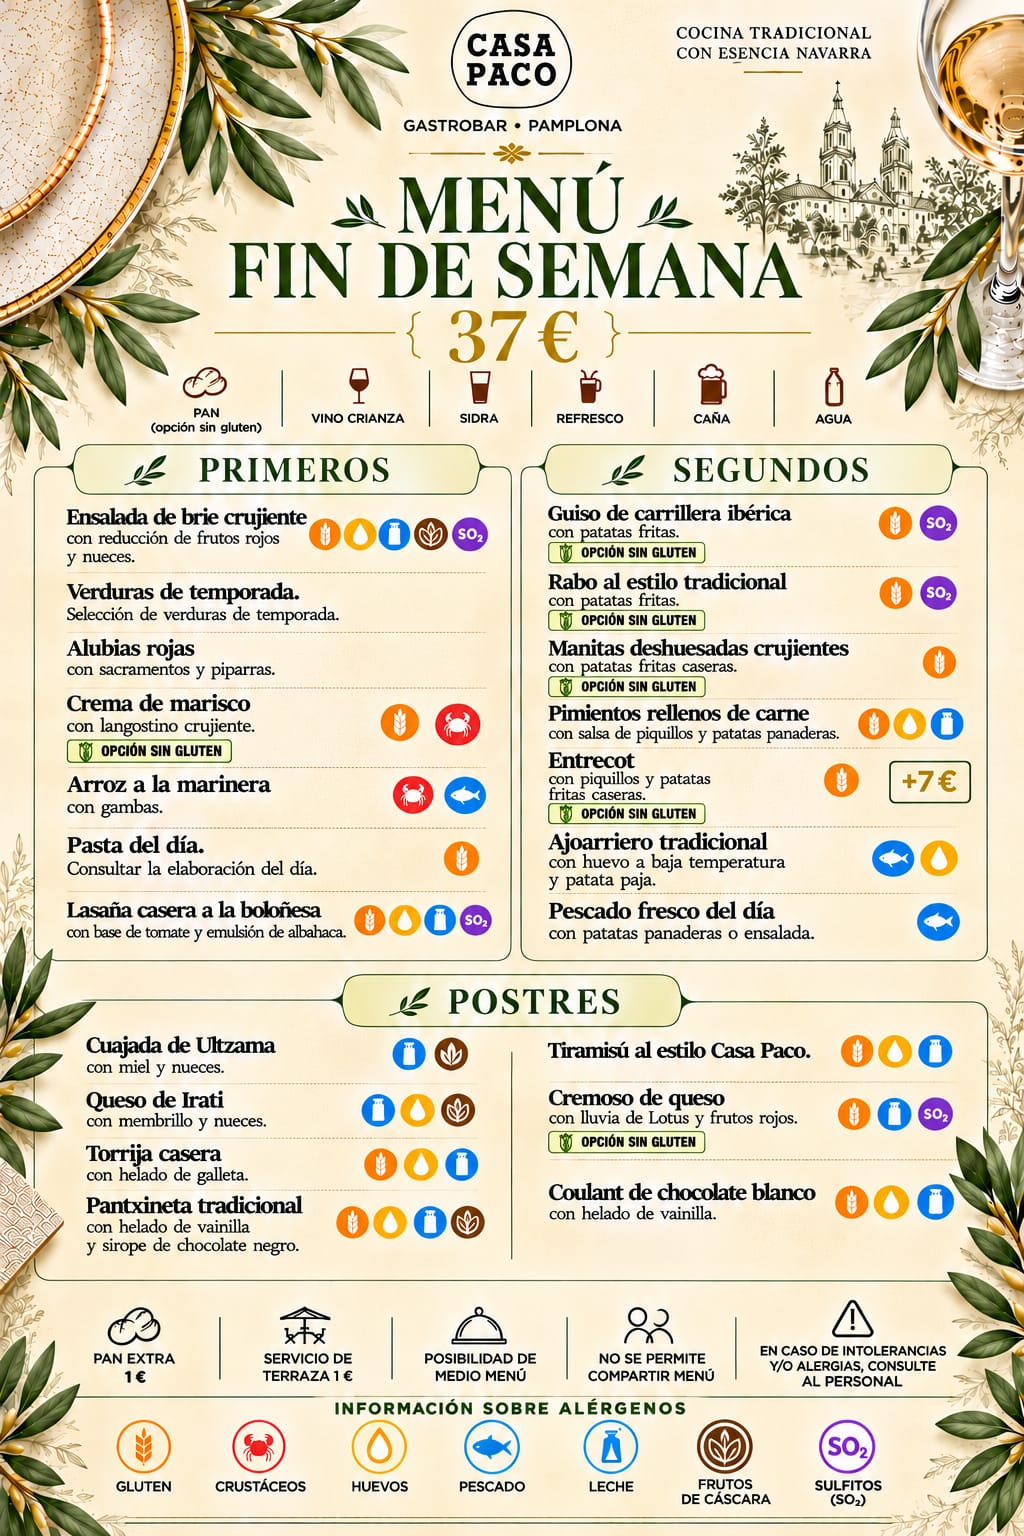 CASA
PACO
GASTROBAR • PAMPLONA
COCINA TRADICIONAL
CON ESENCIA NAVARRA
MENÚ
FIN DE SEMANA
{ 37 € }
PAN
(opción sin gluten)
VINO CRIANZA
SIDRA
REFRESCO
CAÑA
AGUA
PRIMEROS
Ensalada de brie crujiente
con reducción de frutos rojos
y nueces.
SO₂
Verduras de temporada.
Selección de verduras de temporada.
Alubias rojas
con sacramentos y piparras.
Crema de marisco
con langostino crujiente.
OPCIÓN SIN GLUTEN
Arroz a la marinera
con gambas.
Pasta del día.
Consultar la elaboración del día.
Lasaña casera a la boloñesa
con base de tomate y emulsión de albahaca.
SO₂
SEGUNDOS
Guiso de carrillera ibérica
con patatas fritas.
OPCIÓN SIN GLUTEN
SO₂
Rabo al estilo tradicional
con patatas fritas.
OPCIÓN SIN GLUTEN
SO₂
Manitas deshuesadas crujientes
con patatas fritas caseras.
OPCIÓN SIN GLUTEN
Pimientos rellenos de carne
con salsa de piquillos y patatas panaderas.
Entrecot
con piquillos y patatas
fritas caseras.
OPCIÓN SIN GLUTEN
+7 €
Ajoarriero tradicional
con huevo a baja temperatura
y patata paja.
Pescado fresco del día
con patatas panaderas o ensalada.
POSTRES
Cuajada de Ultzama
con miel y nueces.
Queso de Irati
con membrillo y nueces.
Torrija casera
con helado de galleta.
Pantxineta tradicional
con helado de vainilla
y sirope de chocolate negro.
Tiramisú al estilo Casa Paco.
Cremoso de queso
con lluvia de Lotus y frutos rojos.
OPCIÓN SIN GLUTEN
SO₂
Coulant de chocolate blanco
con helado de vainilla.
PAN EXTRA
1 €
SERVICIO DE
TERRAZA 1 €
POSIBILIDAD DE
MEDIO MENÚ
NO SE PERMITE
COMPARTIR MENÚ
EN CASO DE INTOLERANCIAS
Y/O ALERGIAS, CONSULTE
AL PERSONAL
INFORMACIÓN SOBRE ALÉRGENOS
GLUTEN
CRUSTÁCEOS
HUEVOS
PESCADO
LECHE
FRUTOS
DE CÁSCARA
SO₂
SULFITOS
(SO₂)